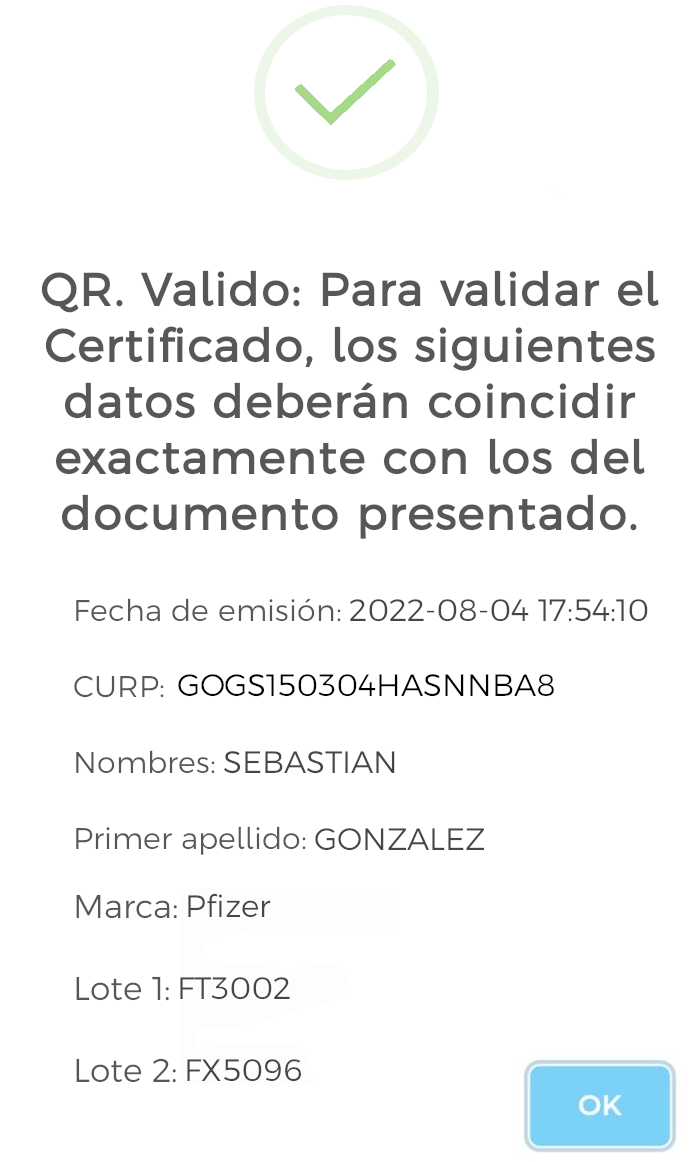 QR. Valido: Para validar el
Certificado, los siguientes
datos deberán coincidir
exactamente con los del
documento presentado.
Fecha de emisión: 2022-08-04 17:54:10
CURP: GOGS150304HASNNBA8
Nombres: SEBASTIAN
Primer apellido: GONZALEZ
Marca: Pfizer
Lote 1: FT3002
Lote 2: FX5096
OK